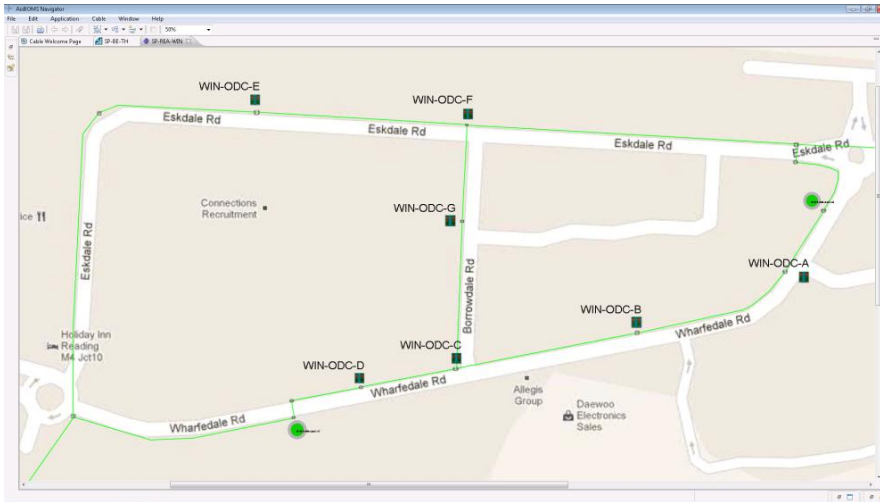 AxiBOMS Navigator
File Edit Application Cable Window Help
50%
Cable Welcome Page SP-BE-TH SP-REA-WIN
WIN-ODC-E
WIN-ODC-F
Eskdale Rd
Eskdale Rd
Eskdale Rd
Eskdale Rd
Connections
Recruitment
ice
WIN-ODC-G
Eskdale Rd
WIN-ODC-A
Borrowdale Rd
WIN-ODC-B
Wharfedale Rd
Holiday Inn
Reading
M4 Jct10
WIN-ODC-C
WIN-ODC-D
Wharfedale Rd
Allegis
Group
Daewoo
Electronics
Sales
Wharfedale Rd